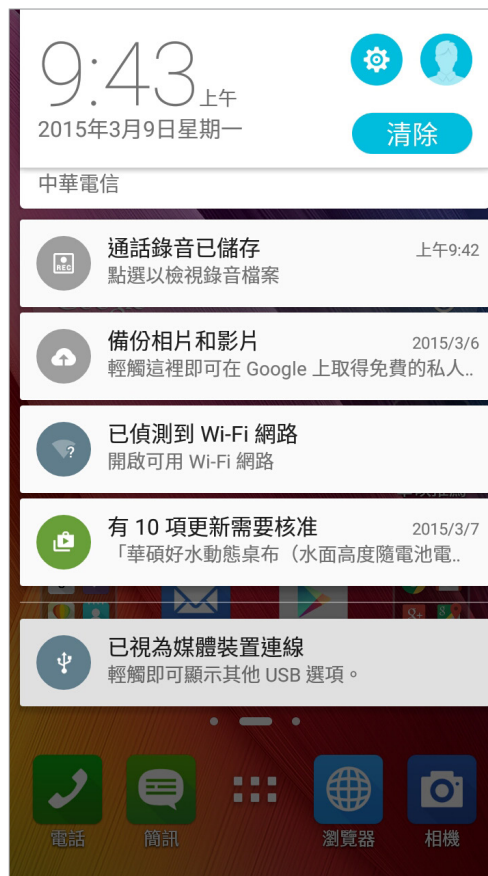 9:43上午
2015年3月9日星期一
清除
中華電信
通話錄音已儲存
上午9:42
REC
點選以檢視錄音檔案
備份相片和影片
2015/3/6
輕觸這裡即可在 Google 上取得免費的私人..
已偵測到 Wi-Fi 網路
?
開啟可用 Wi-Fi 網路
有 10 項更新需要核准
2015/3/7
「華碩好水動態桌布（水面高度隨電池電..
已視為媒體裝置連線
輕觸即可顯示其他 USB 選項。
電話
簡訊
瀏覽器
相機